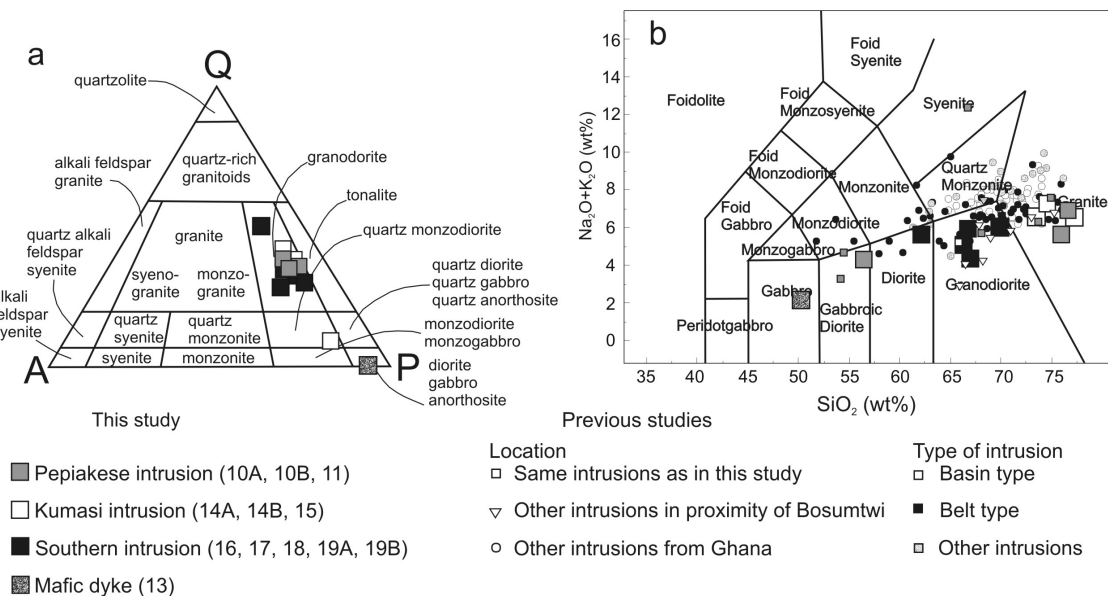 a
Q
quartzolite
alkali feldspar
granite
quartz-rich
granitoids
granodorite
tonalite
quartz alkali
feldspar
syenite
granite
quartz monzodiorite
syeno-
granite
monzo-
granite
quartz diorite
quartz gabbro
quartz anorthosite
alkali
feldspar
syenite
quartz
syenite
quartz
monzonite
monzodiorite
monzogabbro
syenite
monzonite
A
P
diorite
gabbro
anorthosite
b
Na2O+K2O (wt%)
16
14
12
10
8
6
4
2
0
Foid
Syenite
Foidolite
Foid
Monzosyenite
Syenite
Foid
Monzodiorite
Quartz
Monzonite
Monzonite
Granite
Foid
Gabbro
Monzodiorite
Monzogabbro
Diorite
Granodiorite
Gabbro
Gabbroic
Diorite
Peridotgabbro
35 40 45 50 55 60 65 70 75
SiO2 (wt%)
This study
Pepiakese intrusion (10A, 10B, 11)
Kumasi intrusion (14A, 14B, 15)
Southern intrusion (16, 17, 18, 19A, 19B)
Mafic dyke (13)
Previous studies
Location
Same intrusions as in this study
Other intrusions in proximity of Bosumtwi
Other intrusions from Ghana
Type of intrusion
Basin type
Belt type
Other intrusions